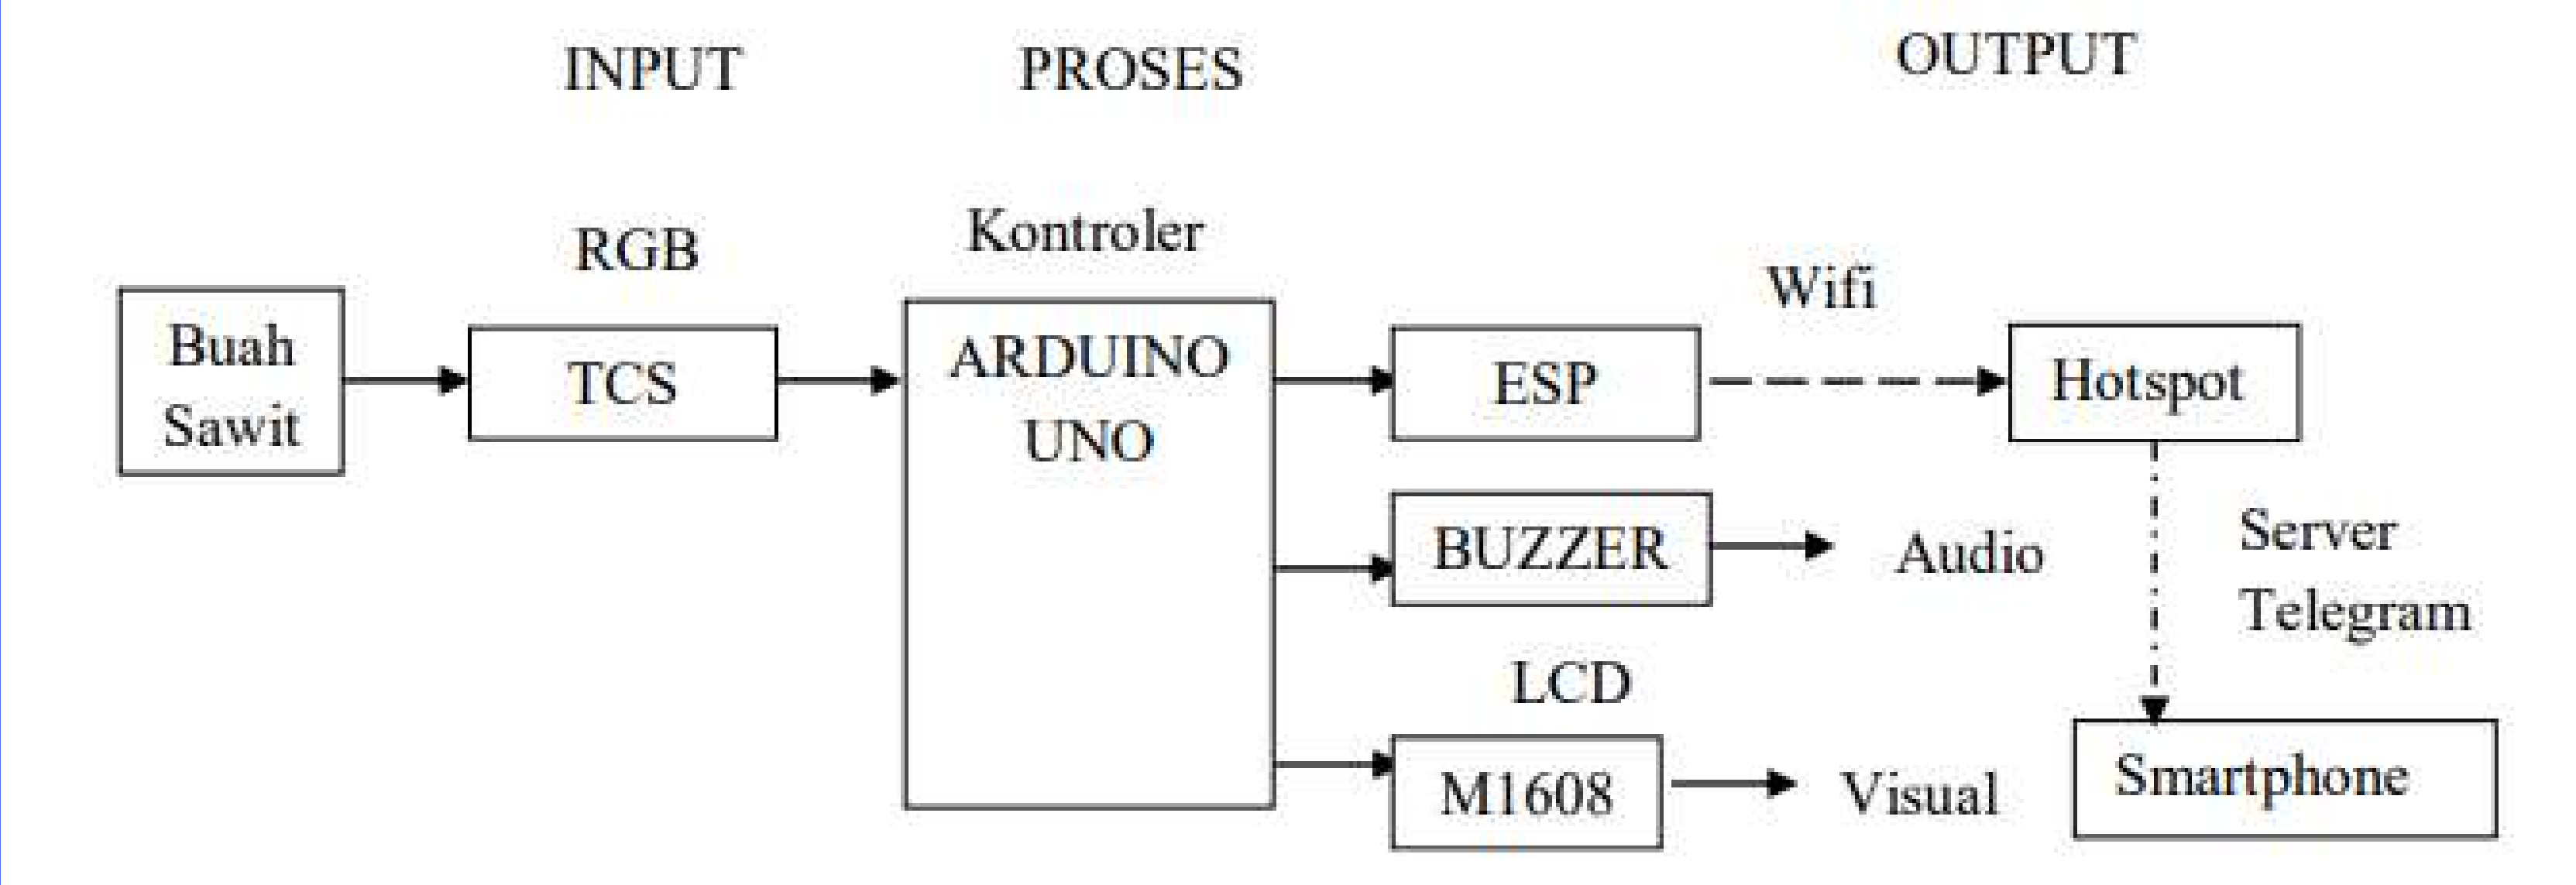 INPUT
PROSES
OUTPUT
RGB
Kontroler
Wifi
Buah
Sawit
TCS
ARDUINO
UNO
ESP
Hotspot
BUZZER
Audio
Server
Telegram
LCD
M1608
Visual
Smartphone